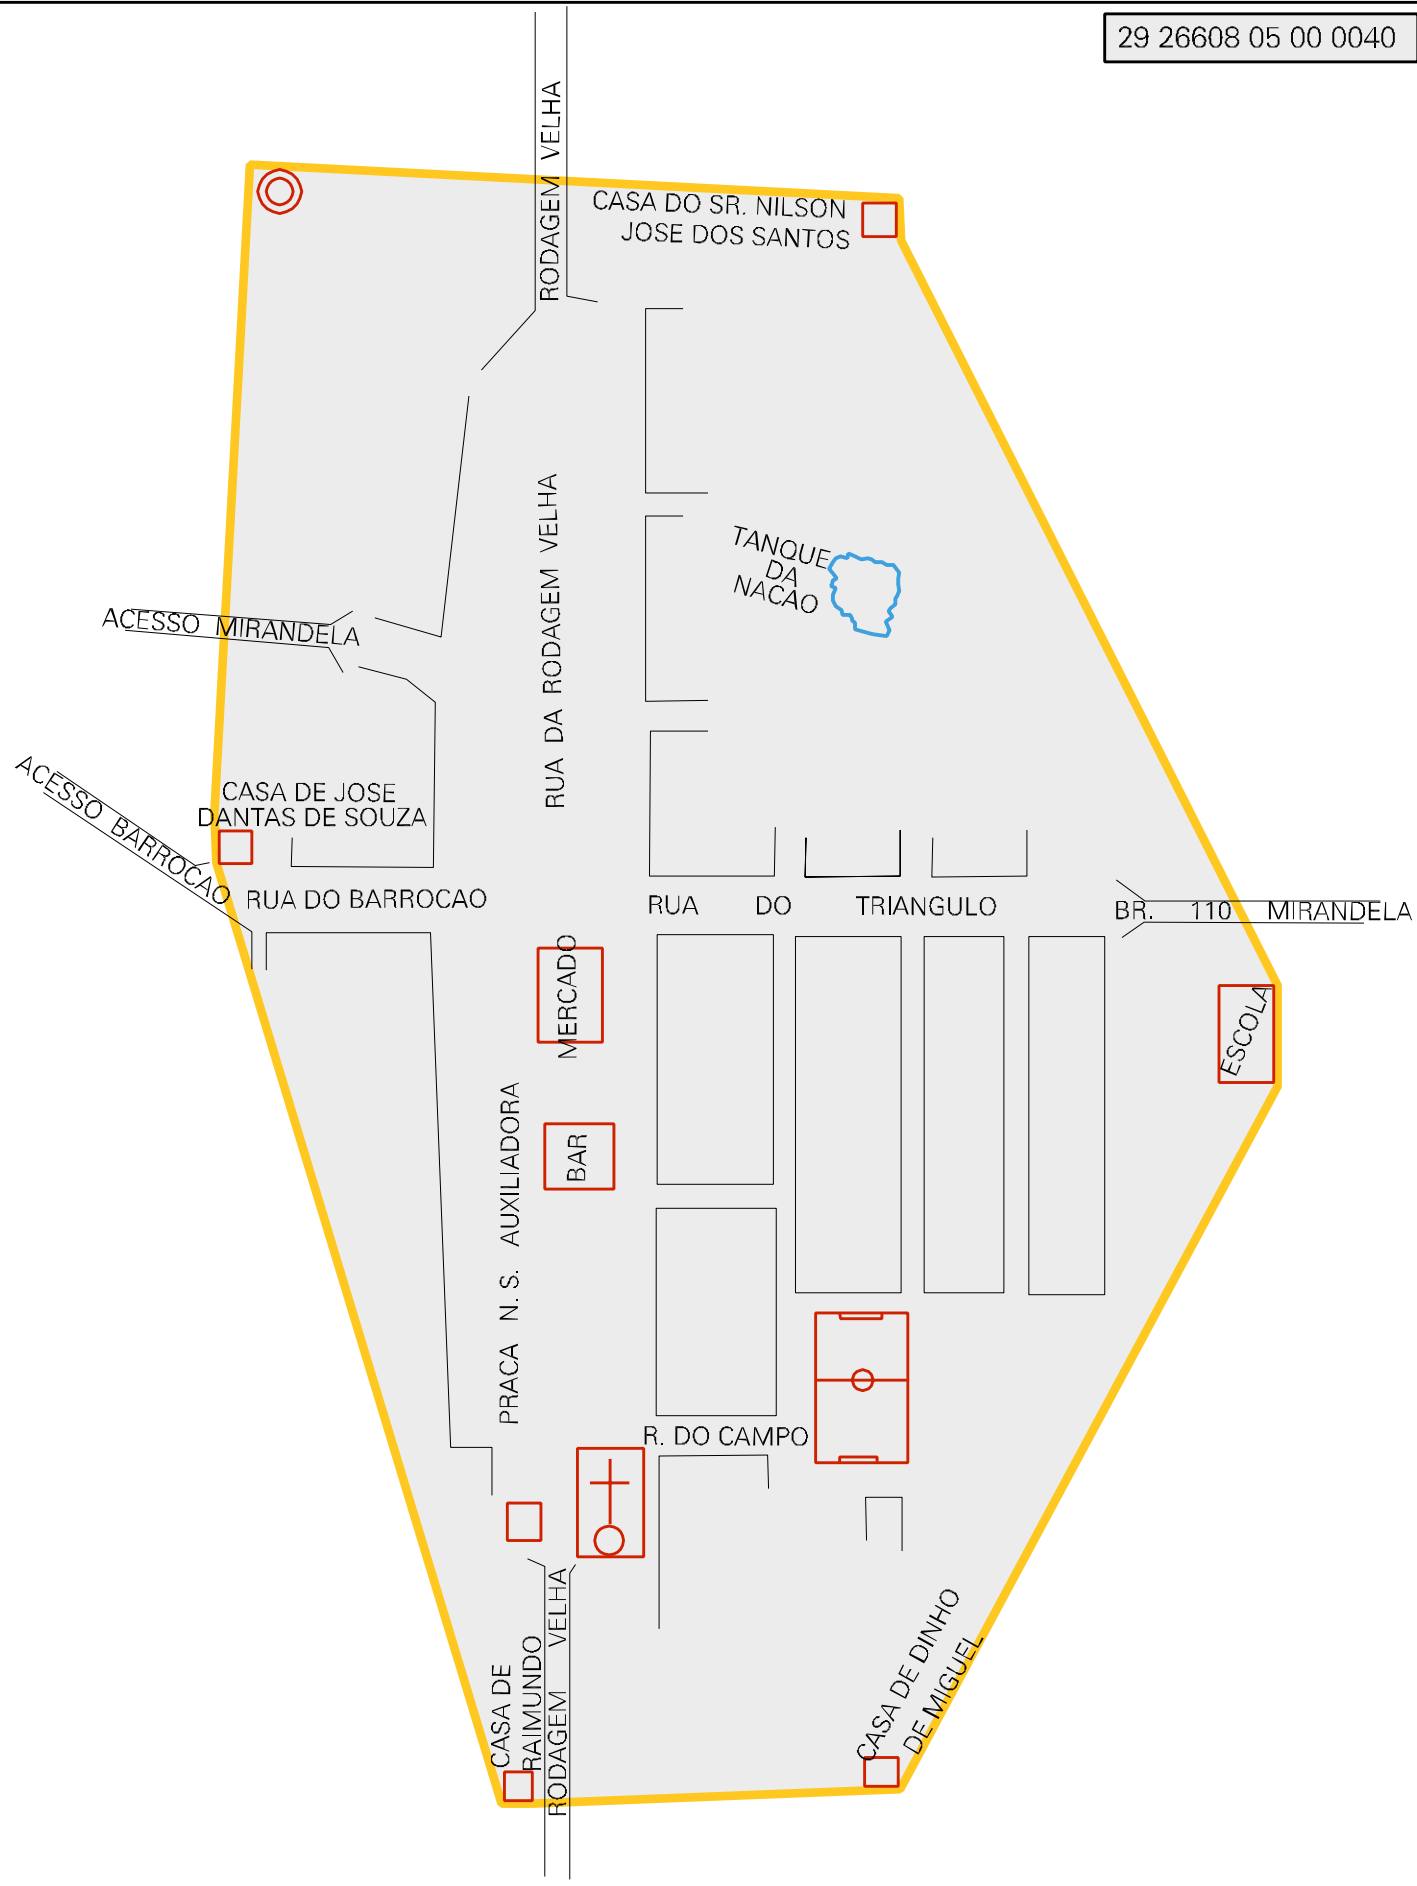 29 26608 05 00 0040
RODAGEM VELHA
CASA DO SR. NILSON
JOSE DOS SANTOS
RUA DA RODAGEM VELHA
TANQUE
DA
NACAO
ACESSO MIRANDELA
ACESSO BARROCAO
CASA DE JOSE
DANTAS DE SOUZA
RUA DO BARROCAO
RUA DO TRIANGULO
BR. 110 MIRANDELA
MERCADO
ESCOLA
PRACA N. S. AUXILIADORA
BAR
R. DO CAMPO
CASA DE
RAIMUNDO
RODAGEM VELHA
CASA DE DINHO
DE MIGUEL